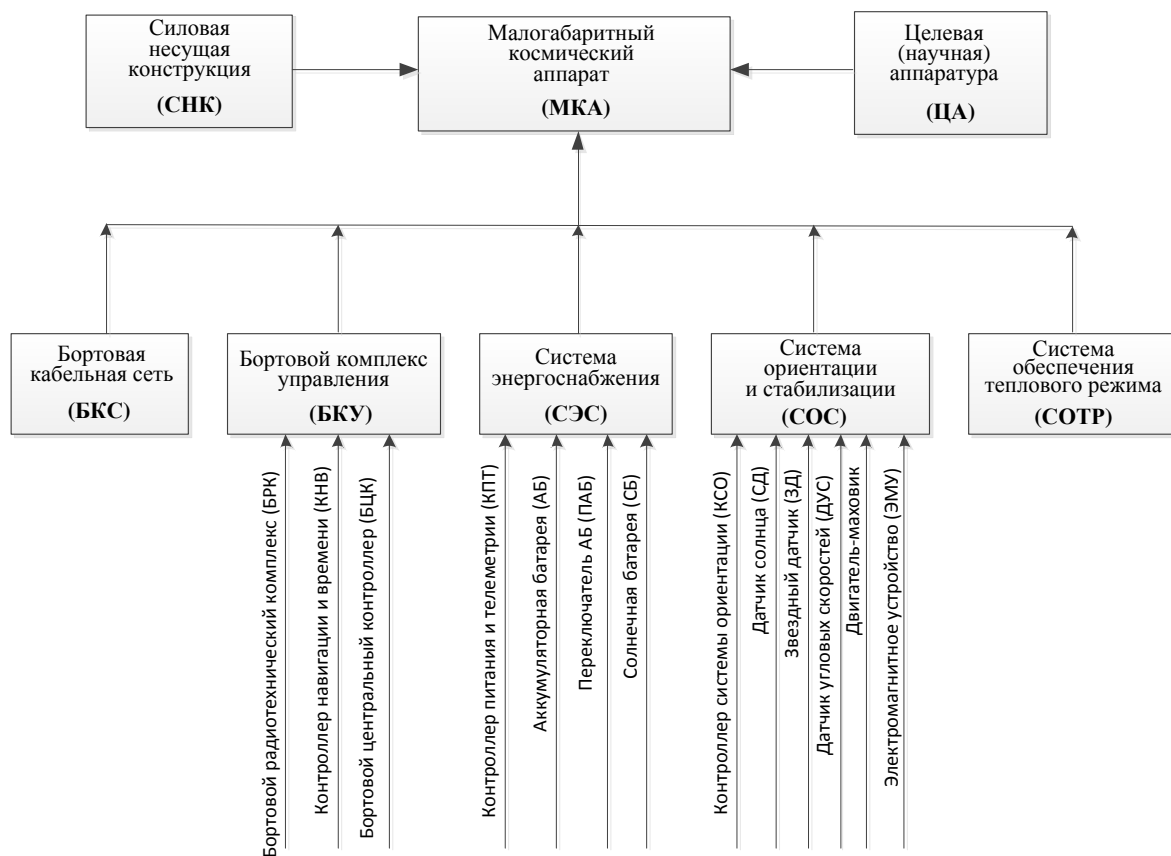 Силовая
несущая
конструкция
(СНК)
Малогабаритный
космический
аппарат
(МКА)
Целевая
(научная)
аппаратура
(ЦА)
Бортовая
кабельная сеть
(БКС)
Бортовой комплекс
управления
(БКУ)
Система
энергоснабжения
(СЭС)
Система
ориентации
и стабилизации
(СОС)
Система
обеспечения
теплового режима
(СОТР)
Бортовой радиотехнический комплекс (БРК)
Контроллер навигации и времени (КНВ)
Бортовой центральный контроллер (БЦК)
Контроллер питания и телеметрии (КПТ)
Аккумуляторная батарея (АБ)
Переключатель АБ (ПАБ)
Солнечная батарея (СБ)
Контроллер системы ориентации (КСО)
Датчик солнца (СД)
Звездный датчик (ЗД)
Датчик угловых скоростей (ДУС)
Двигатель-маховик
Электромагнитное устройство (ЭМУ)